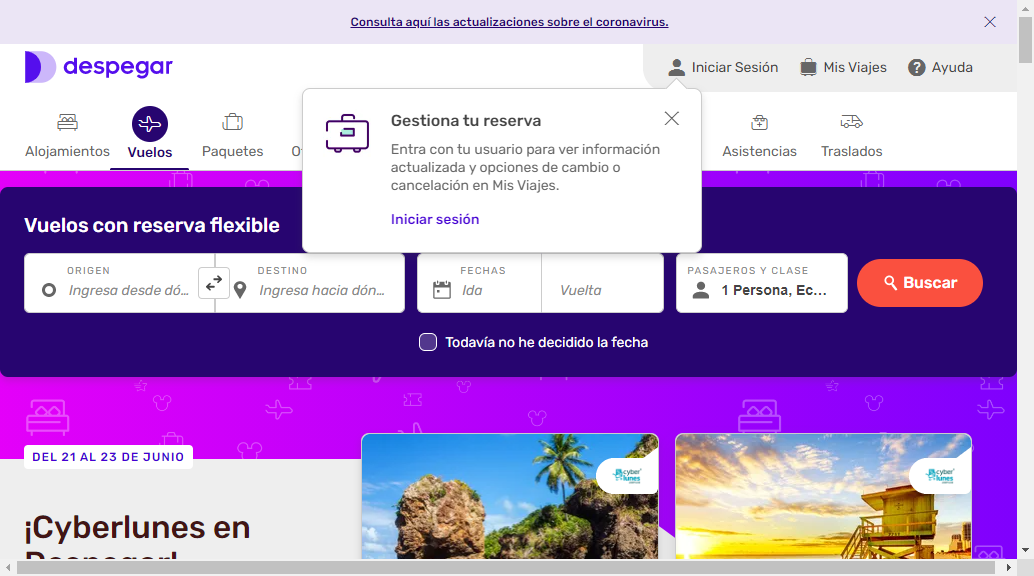 Consulta aquí las actualizaciones sobre el coronavirus.
despegar
Iniciar Sesión
Mis Viajes
? Ayuda
Alojamientos
Vuelos
Paquetes
Asistencias
Traslados
Gestiona tu reserva
Entra con tu usuario para ver información
actualizada y opciones de cambio o
cancelación en Mis Viajes.
Iniciar sesión
Vuelos con reserva flexible
ORIGEN
Ingresa desde dó...
DESTINO
Ingresa hacia dón...
FECHAS
Ida
Vuelta
PASAJEROS Y CLASE
1 Persona, Ec...
Buscar
Todavía no he decidido la fecha
DEL 21 AL 23 DE JUNIO
¡Cyberlunes en
Despegar!
cyber
lunes
cyber
lunes